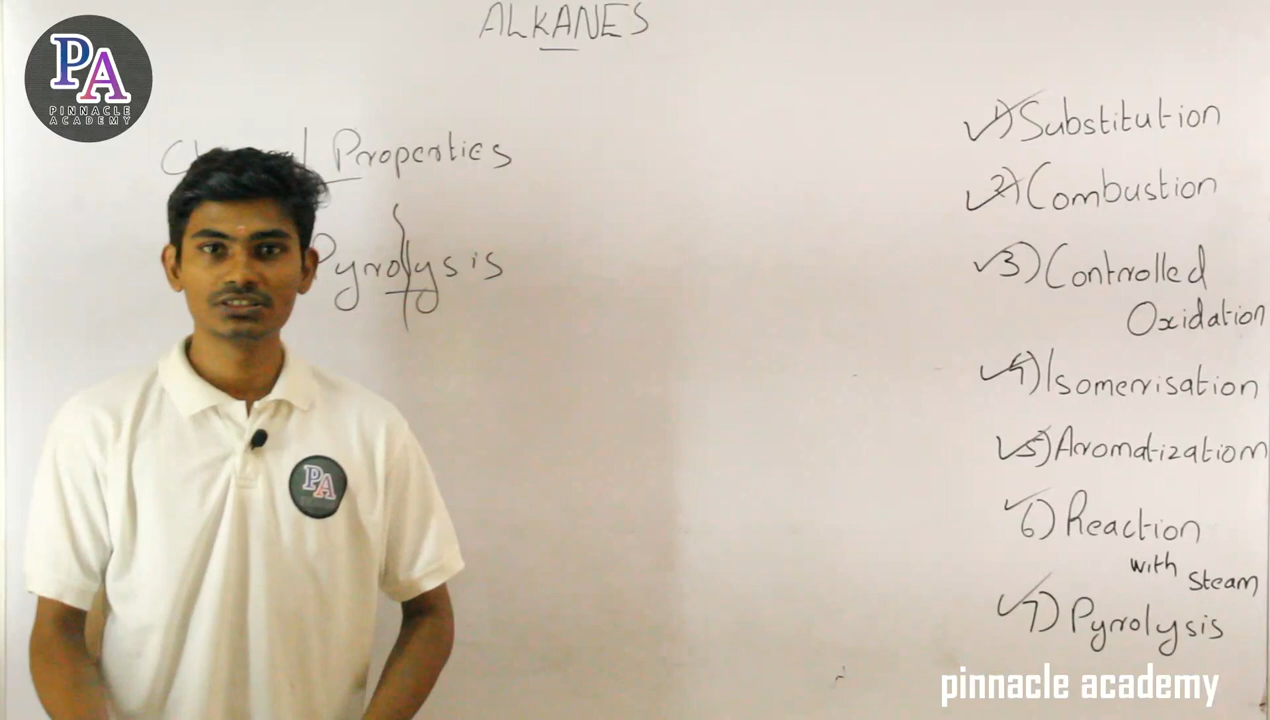 ALKANES
PA
PINNACLE
ACADEMY
Properties
Pyrolysis
1) Substitution
2) Combustion
3) Controlled
Oxidation
4) Isomerisation
5) Aromatization
6) Reaction
with steam
7) Pyrolysis
PA
pinnacle academy